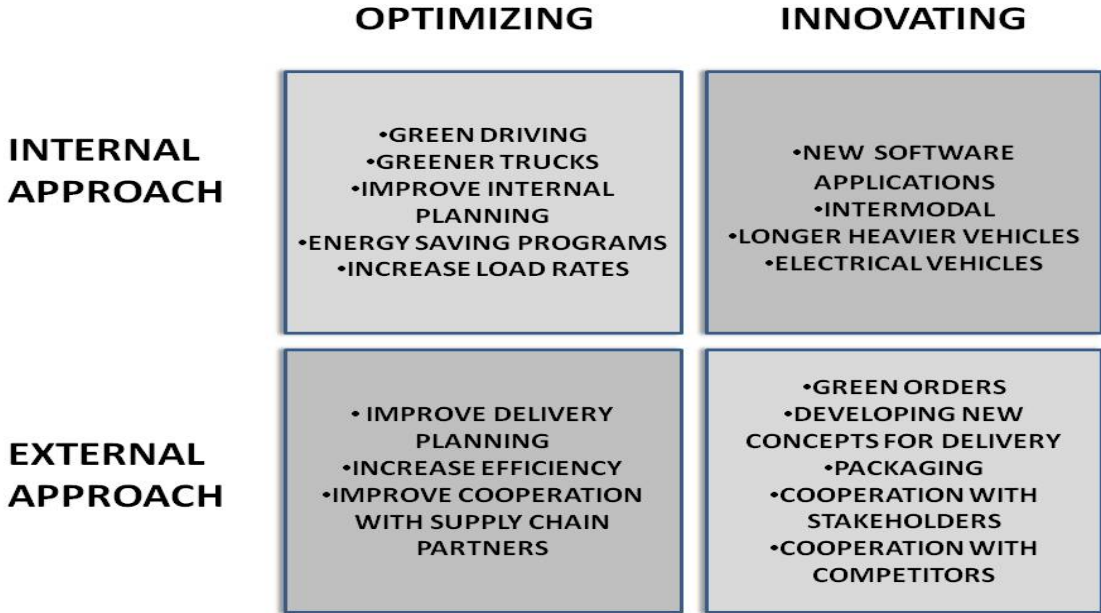 OPTIMIZING
INNOVATING
INTERNAL
APPROACH
•GREEN DRIVING
•GREENER TRUCKS
•IMPROVE INTERNAL
PLANNING
•ENERGY SAVING PROGRAMS
•INCREASE LOAD RATES
•NEW SOFTWARE
APPLICATIONS
•INTERMODAL
•LONGER HEAVIER VEHICLES
•ELECTRICAL VEHICLES
EXTERNAL
APPROACH
• IMPROVE DELIVERY
PLANNING
•INCREASE EFFICIENCY
•IMPROVE COOPERATION
WITH SUPPLY CHAIN
PARTNERS
•GREEN ORDERS
•DEVELOPING NEW
CONCEPTS FOR DELIVERY
•PACKAGING
•COOPERATION WITH
STAKEHOLDERS
•COOPERATION WITH
COMPETITORS